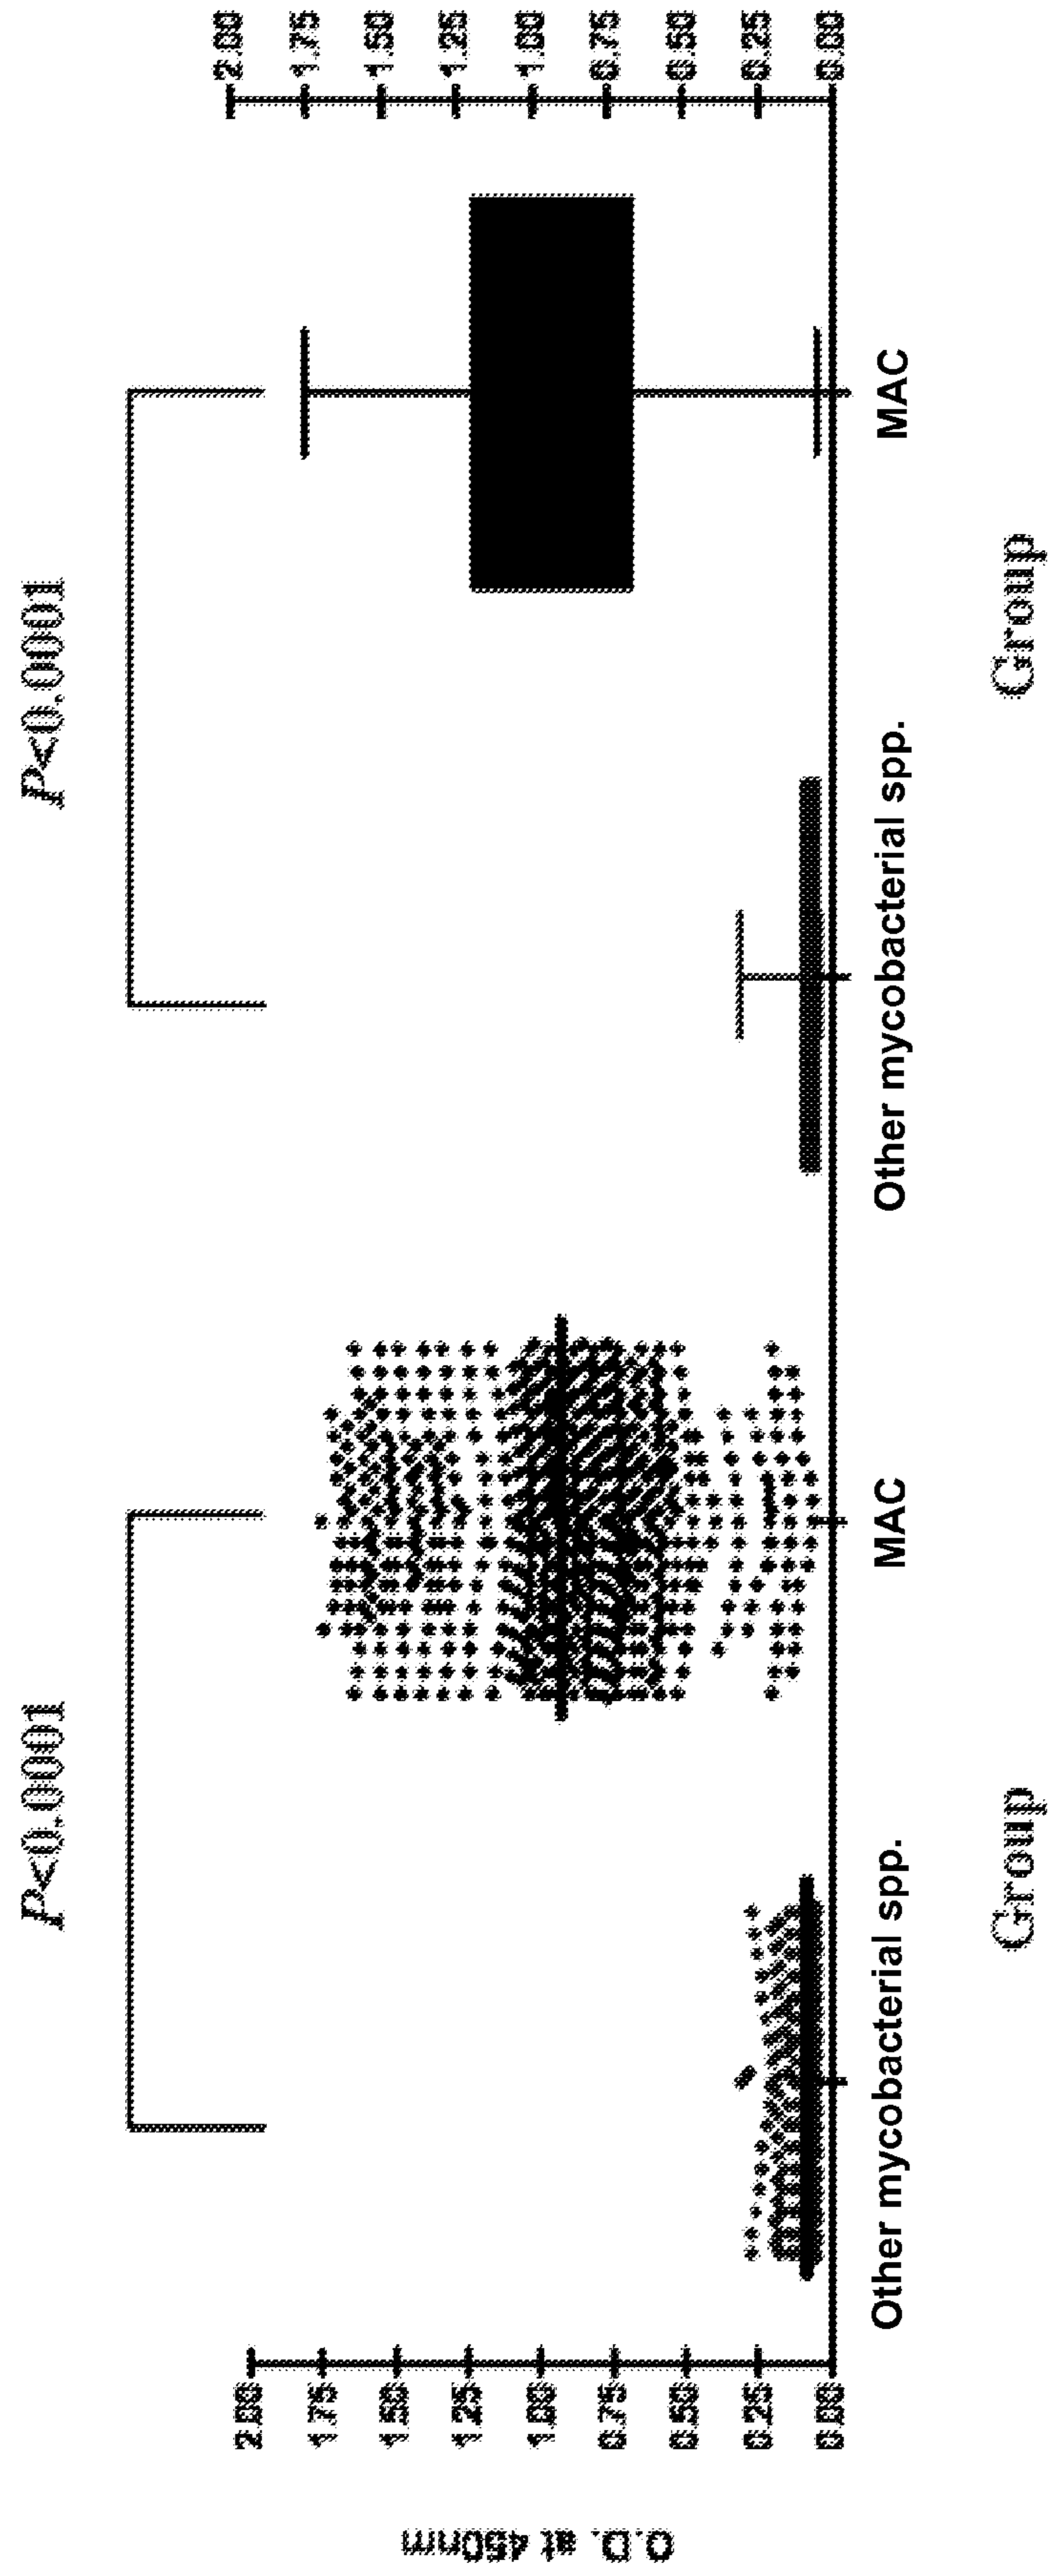 P<0.0001
P<0.0001
O.D. at 450nm
2.00
1.75
1.50
1.25
1.00
0.75
0.50
0.25
0.00
2.00
1.75
1.50
1.25
1.00
0.75
0.50
0.25
0.00
Other mycobacterial spp.
MAC
Other mycobacterial spp.
MAC
Group
Group